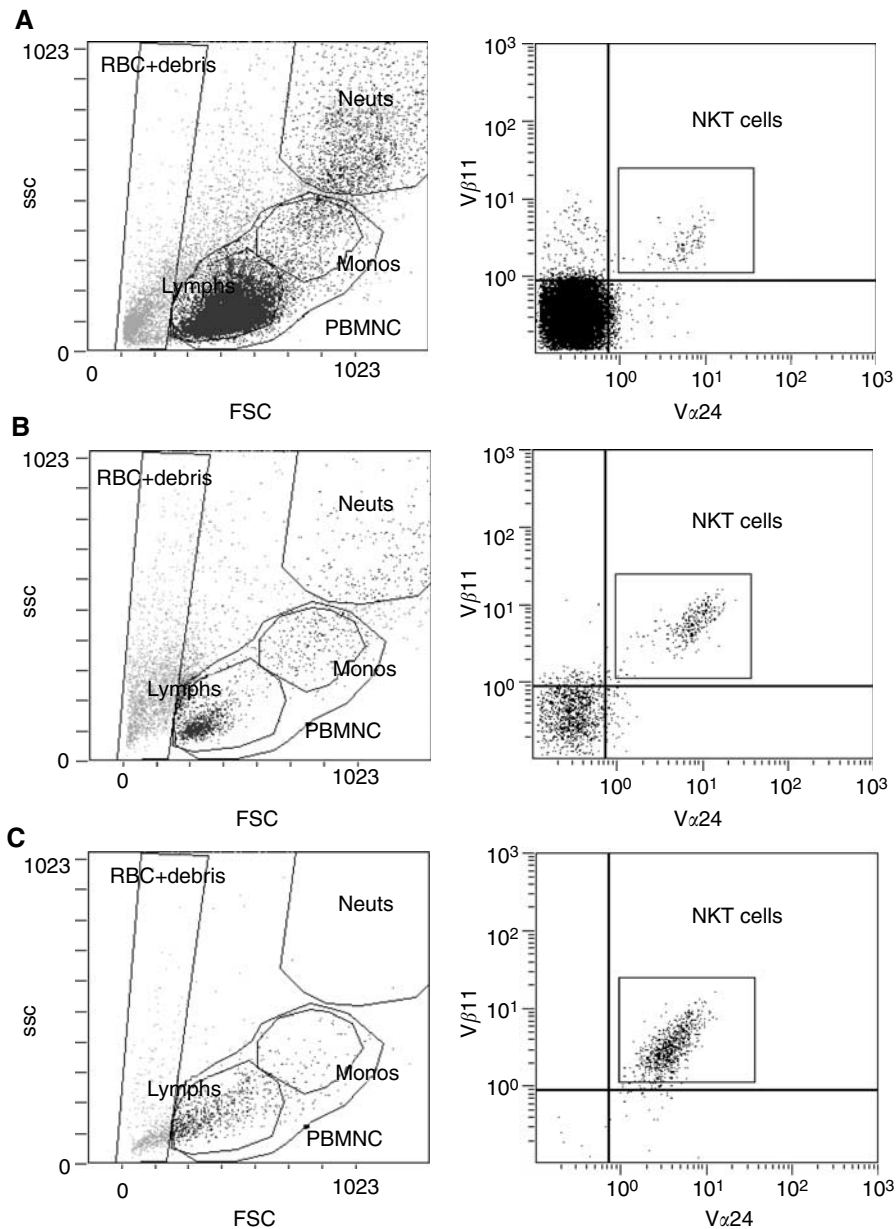 A
1023
RBC+debris
Neuts
Lymphs
Monos
PBMNC
ssc
0
0
1023
FSC
10³
10²
10¹
10⁰
Vβ11
NKT cells
10⁰
10¹
10²
10³
Vα24
B
1023
RBC+debris
Neuts
Lymphs
Monos
PBMNC
ssc
0
0
1023
FSC
10³
10²
10¹
10⁰
Vβ11
NKT cells
10⁰
10¹
10²
10³
Vα24
C
1023
RBC+debris
Neuts
Lymphs
Monos
PBMNC
ssc
0
0
1023
FSC
10³
10²
10¹
10⁰
Vβ11
NKT cells
10⁰
10¹
10²
10³
Vα24